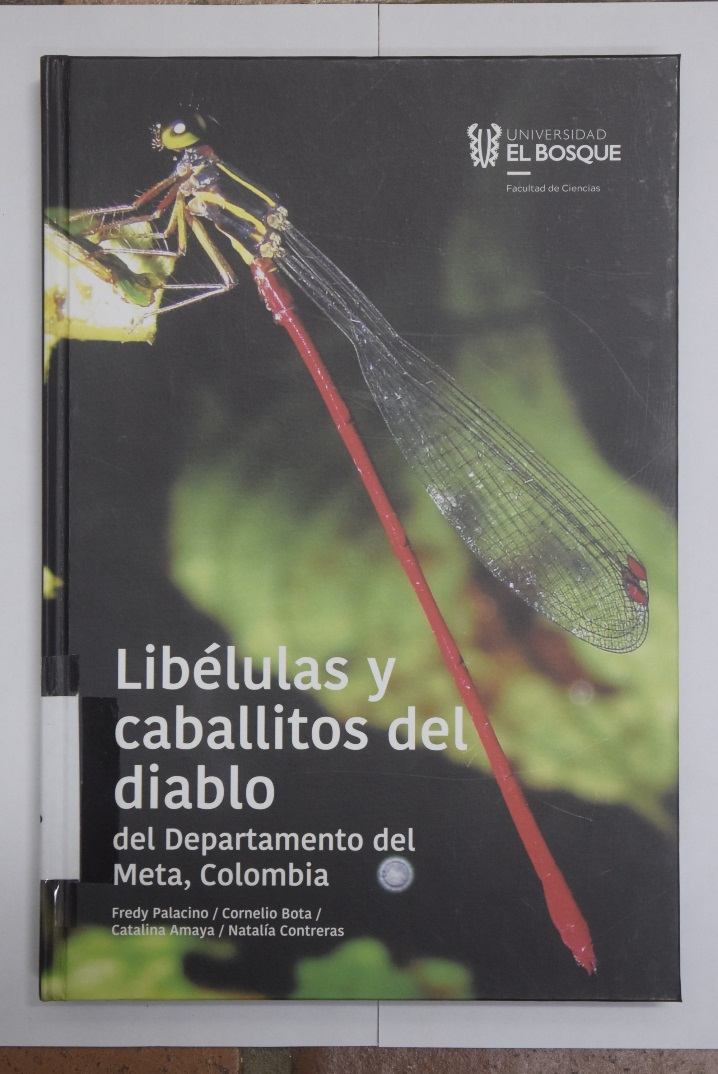 UNIVERSIDAD
EL BOSQUE
Facultad de Ciencias
Libélulas y
caballitos del
diablo
del Departamento del
Meta, Colombia
Fredy Palacino / Cornelio Bota /
Catalina Amaya / Natalía Contreras